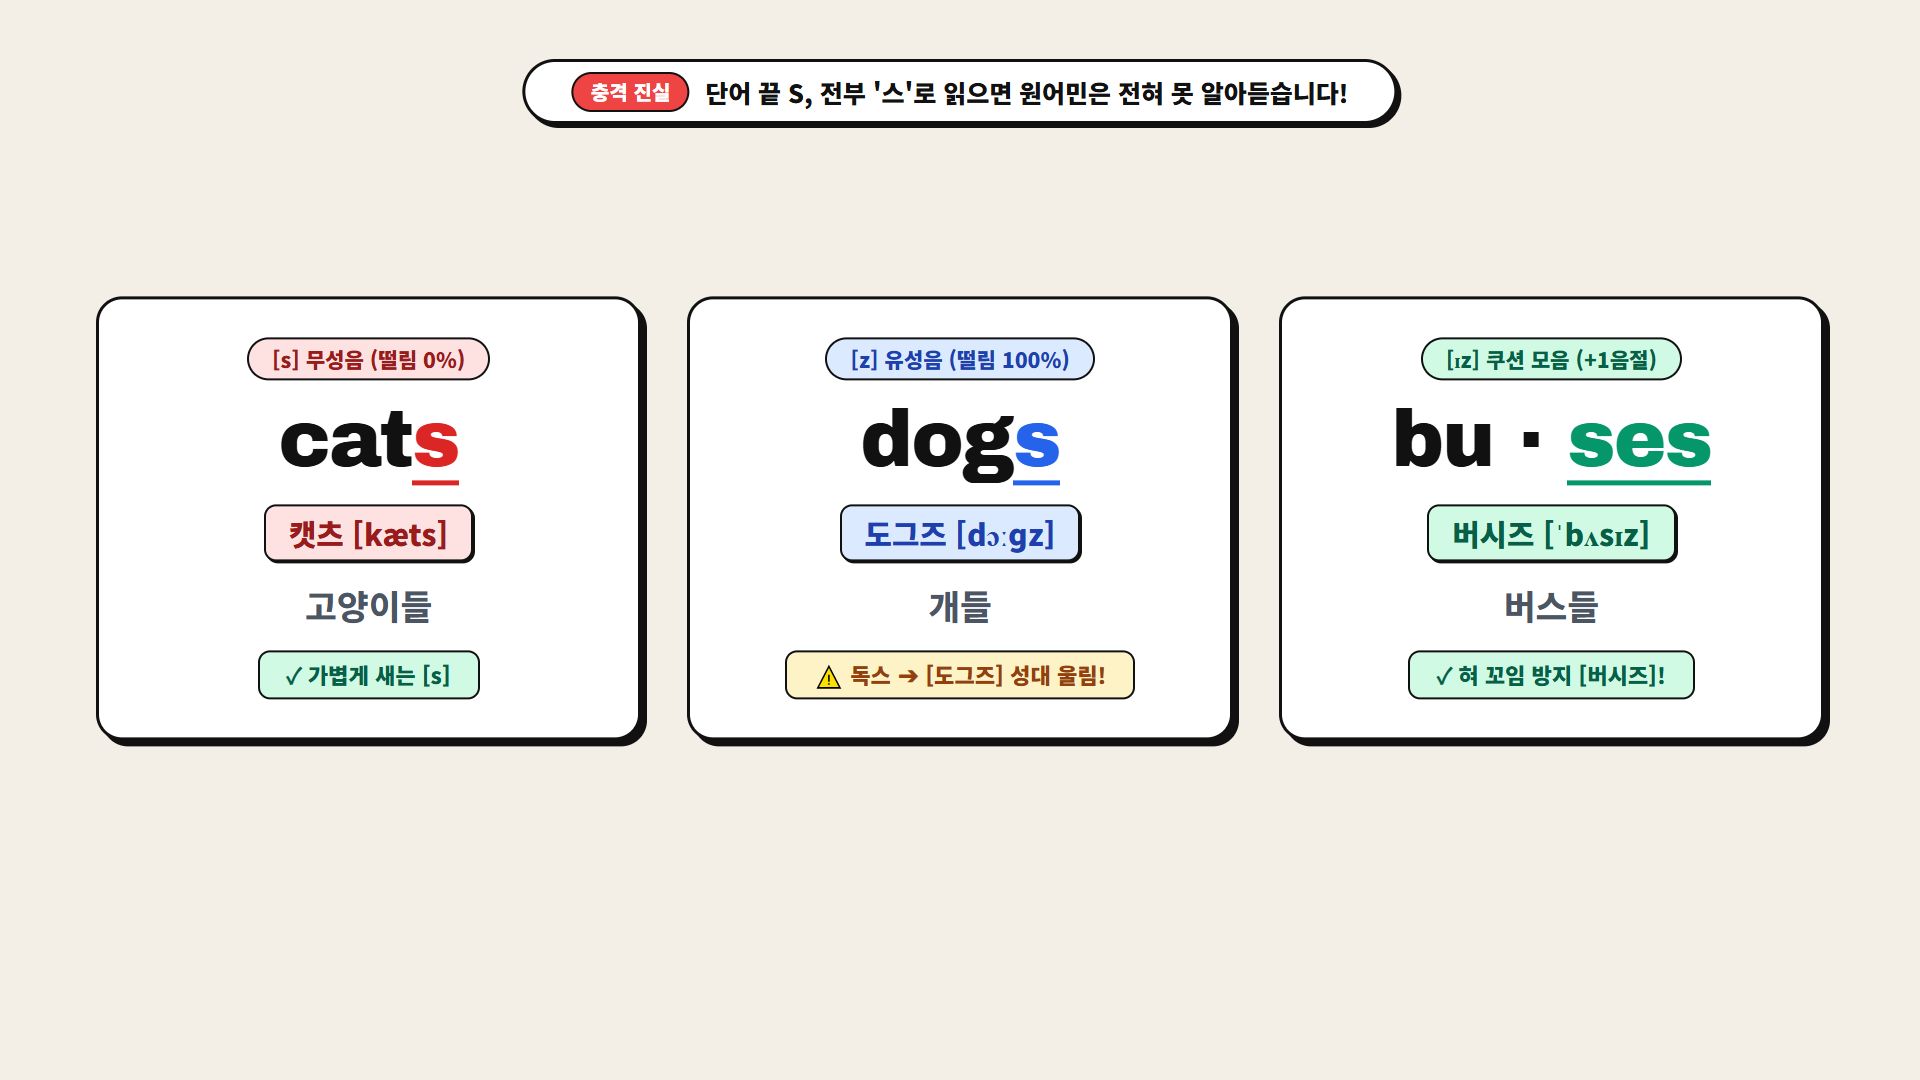 충격 진실 단어 끝 S, 전부 '스'로 읽으면 원어민은 전혀 못 알아듣습니다!
[s] 무성음 (떨림 0%)
cats
캣츠 [kæts]
고양이들
✓ 가볍게 새는 [s]
[z] 유성음 (떨림 100%)
dogs
도그즈 [dɔːgz]
개들
⚠ 독스 ➔ [도그즈] 성대 울림!
[ɪz] 쿠션 모음 (+1음절)
bu · ses
버시즈 [ˈbʌsɪz]
버스들
✓ 혀 꼬임 방지 [버시즈]!